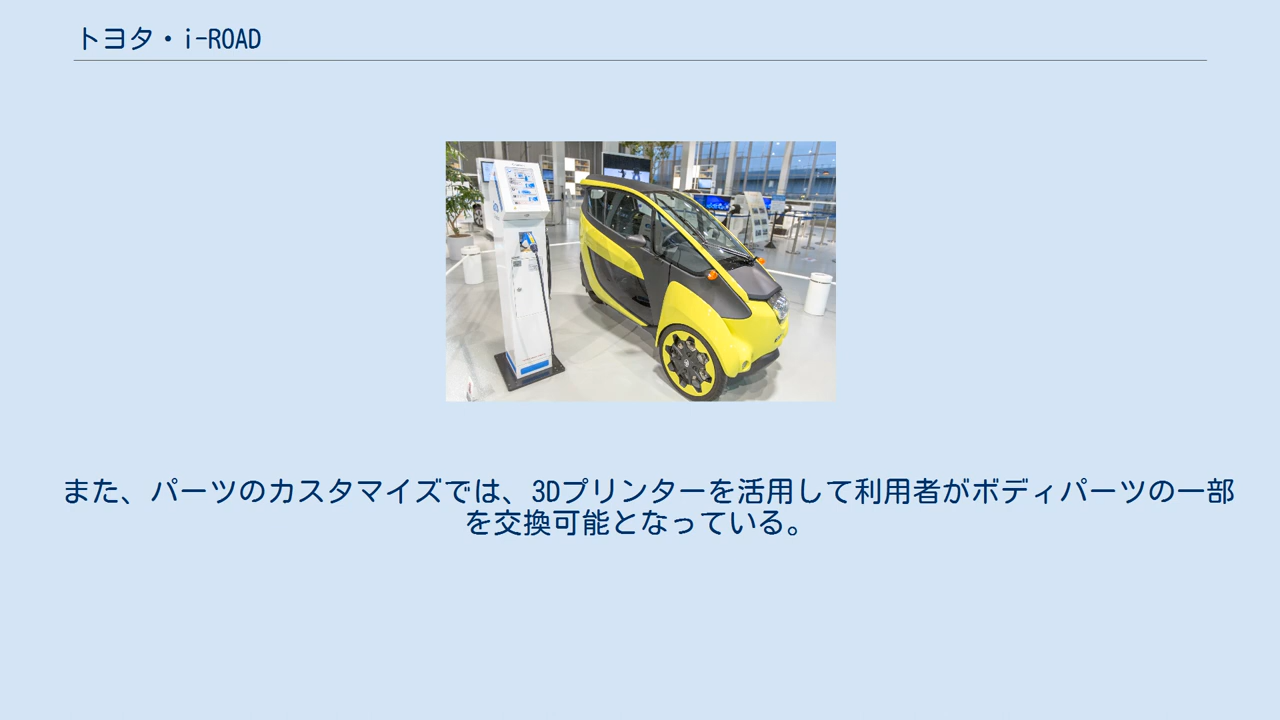 トヨタ・i-ROAD
また、パーツのカスタマイズでは、3Dプリンターを活用して利用者がボディパーツの一部
を交換可能となっている。